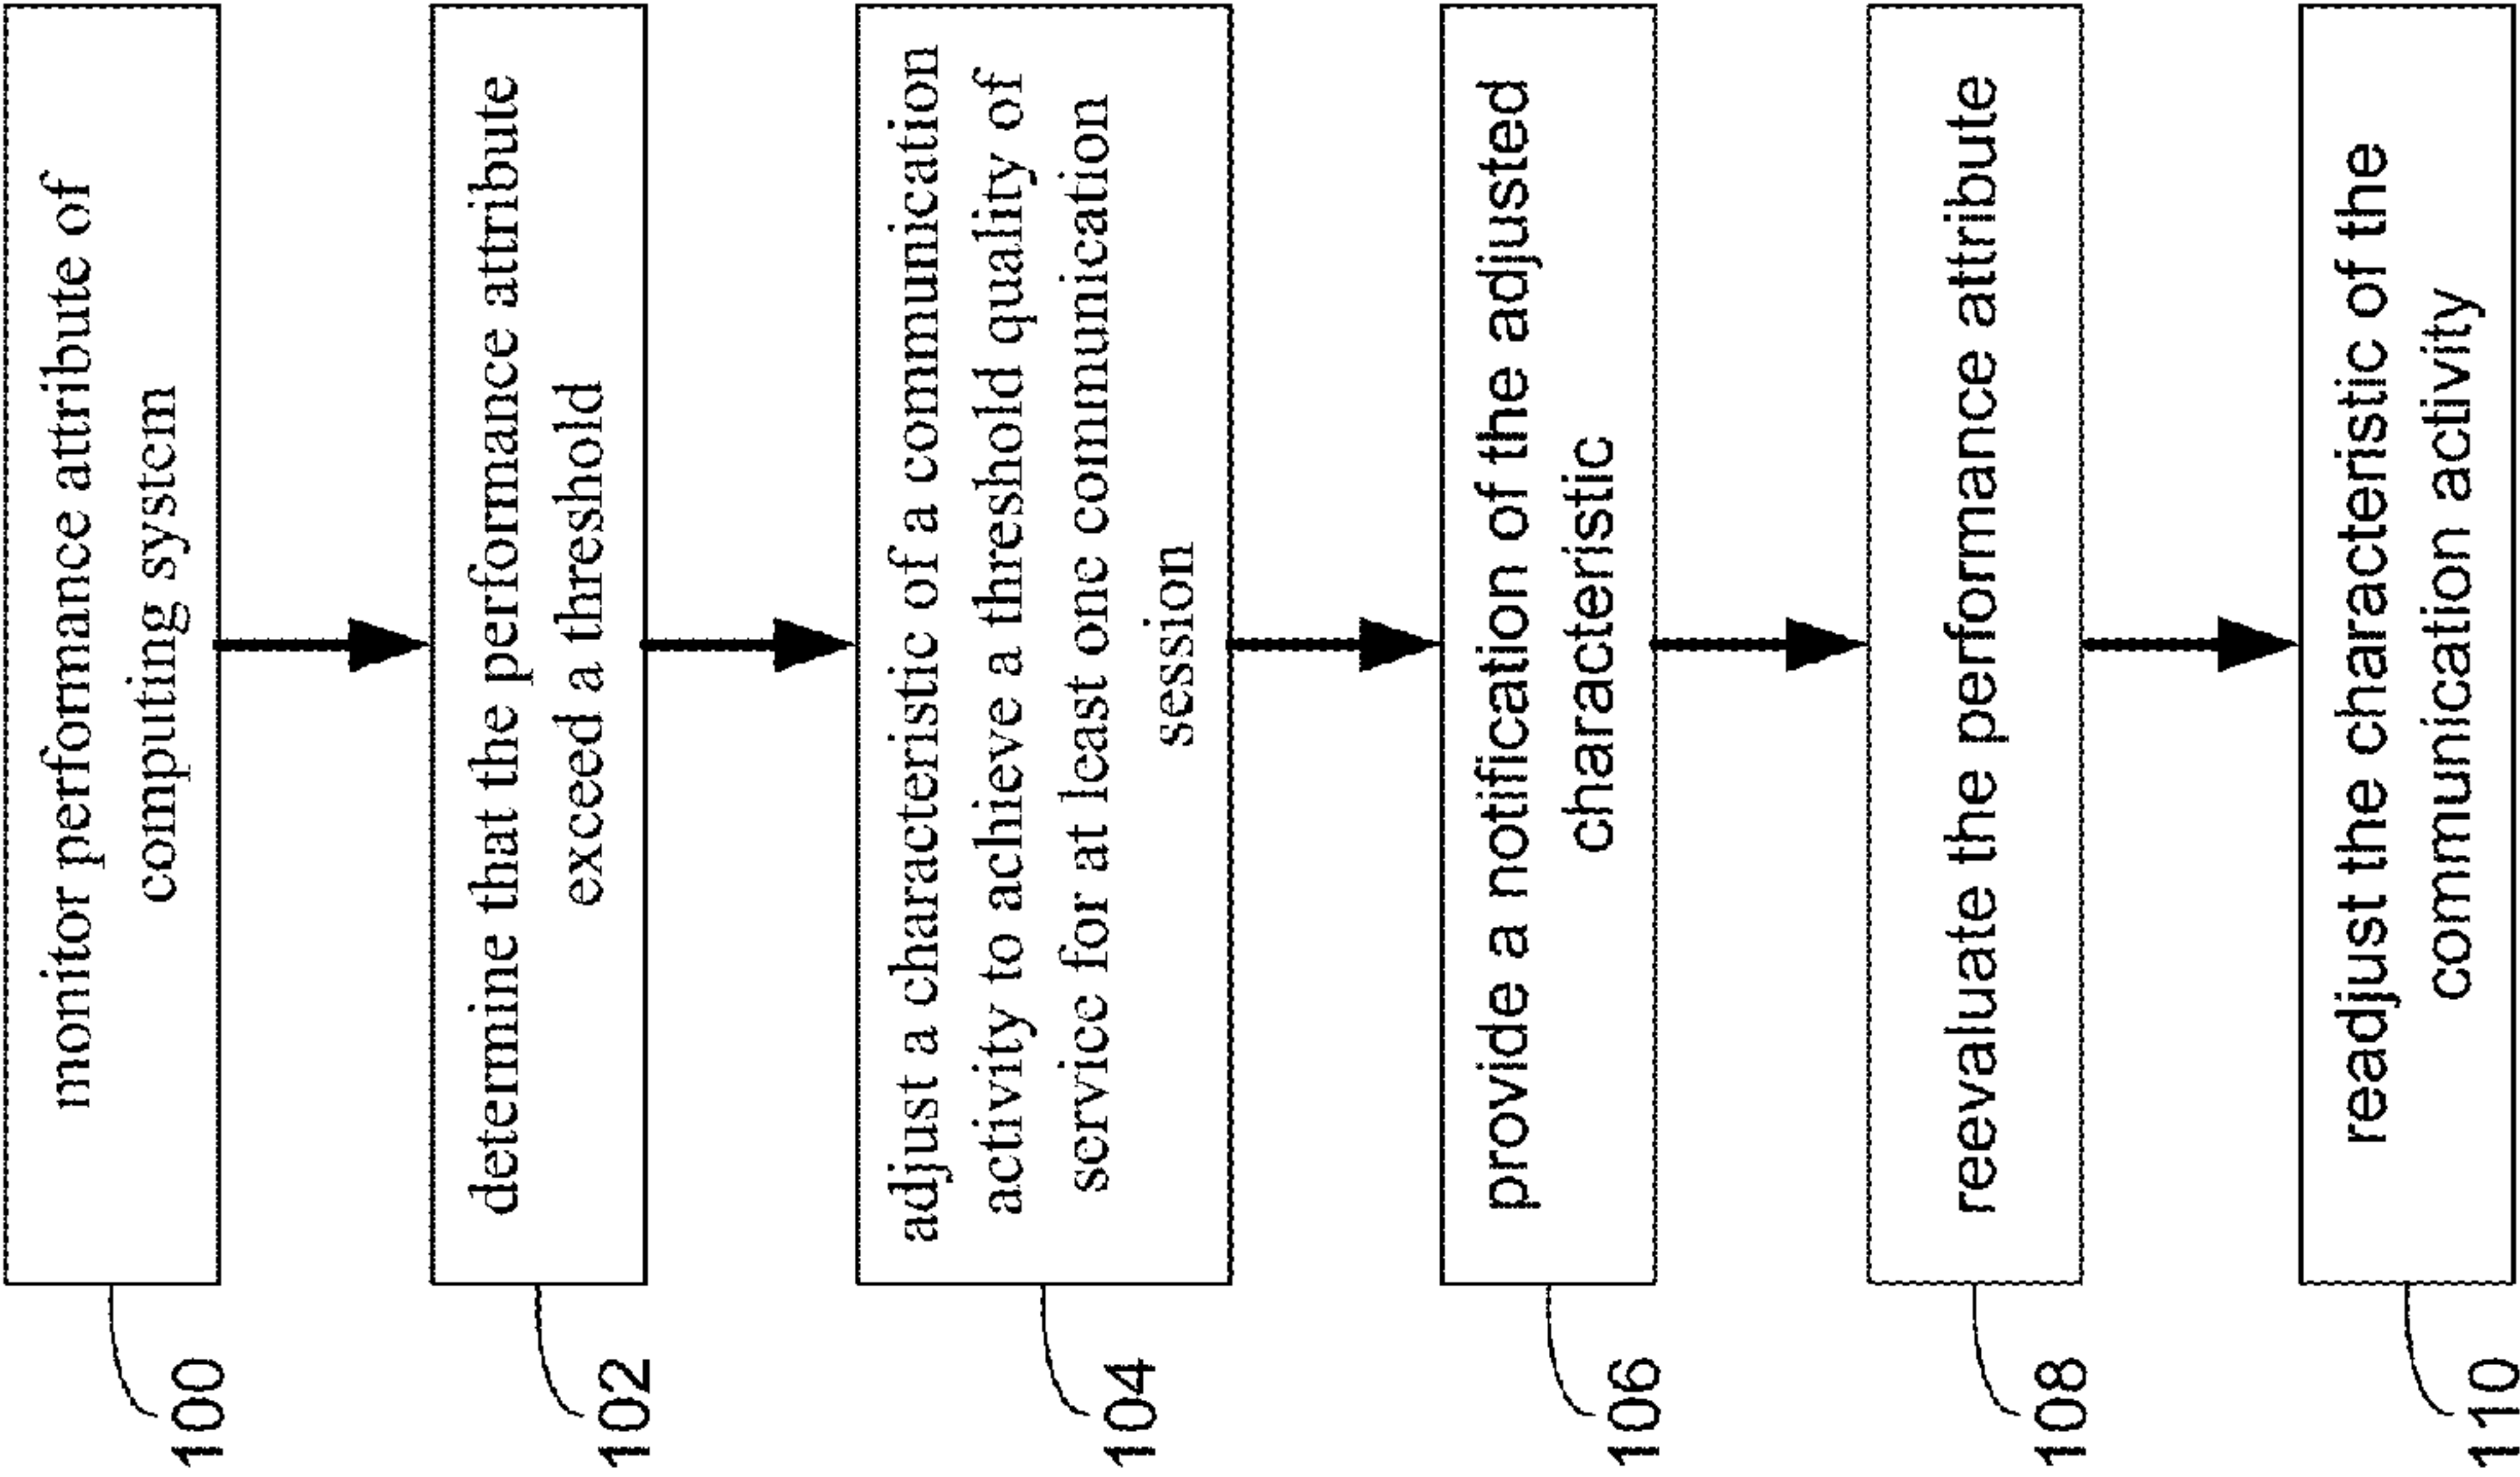 100
monitor performance attribute of
computing system
102
determine that the performance attribute
exceed a threshold
104
adjust a characteristic of a communication
activity to achieve a threshold quality of
service for at least one communication
session
106
provide a notification of the adjusted
characteristic
108
reevaluate the performance attribute
110
readjust the characteristic of the
communication activity